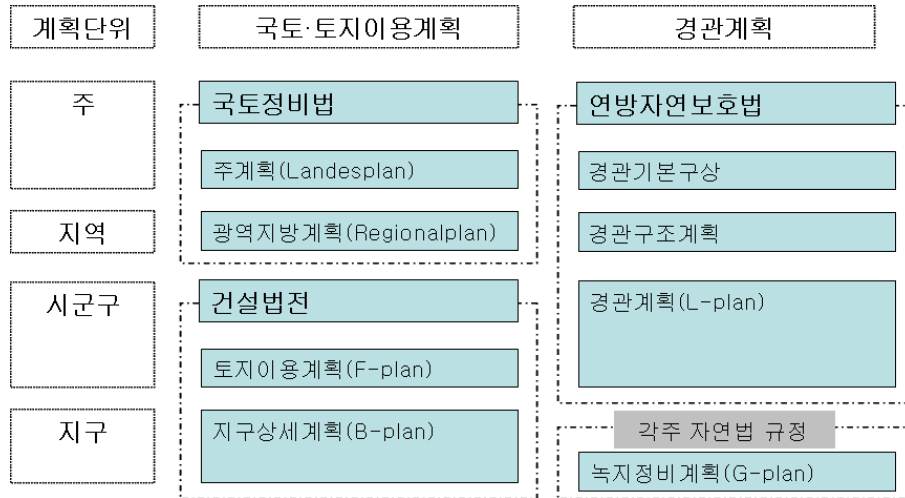 계획단위
국토·토지이용계획
경관계획
주
국토정비법
연방자연보호법
주계획(Landesplan)
경관기본구상
지역
광역지방계획(Regionalplan)
경관구조계획
시군구
건설법전
경관계획(L-plan)
토지이용계획(F-plan)
지구
지구상세계획(B-plan)
각주 자연법 규정
녹지정비계획(G-plan)